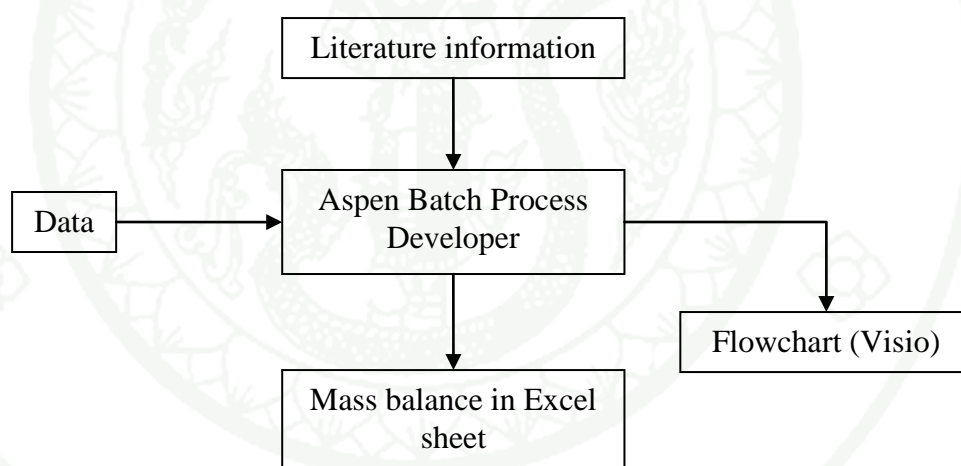 Literature information
Data
Aspen Batch Process
Developer
Flowchart (Visio)
Mass balance in Excel
sheet